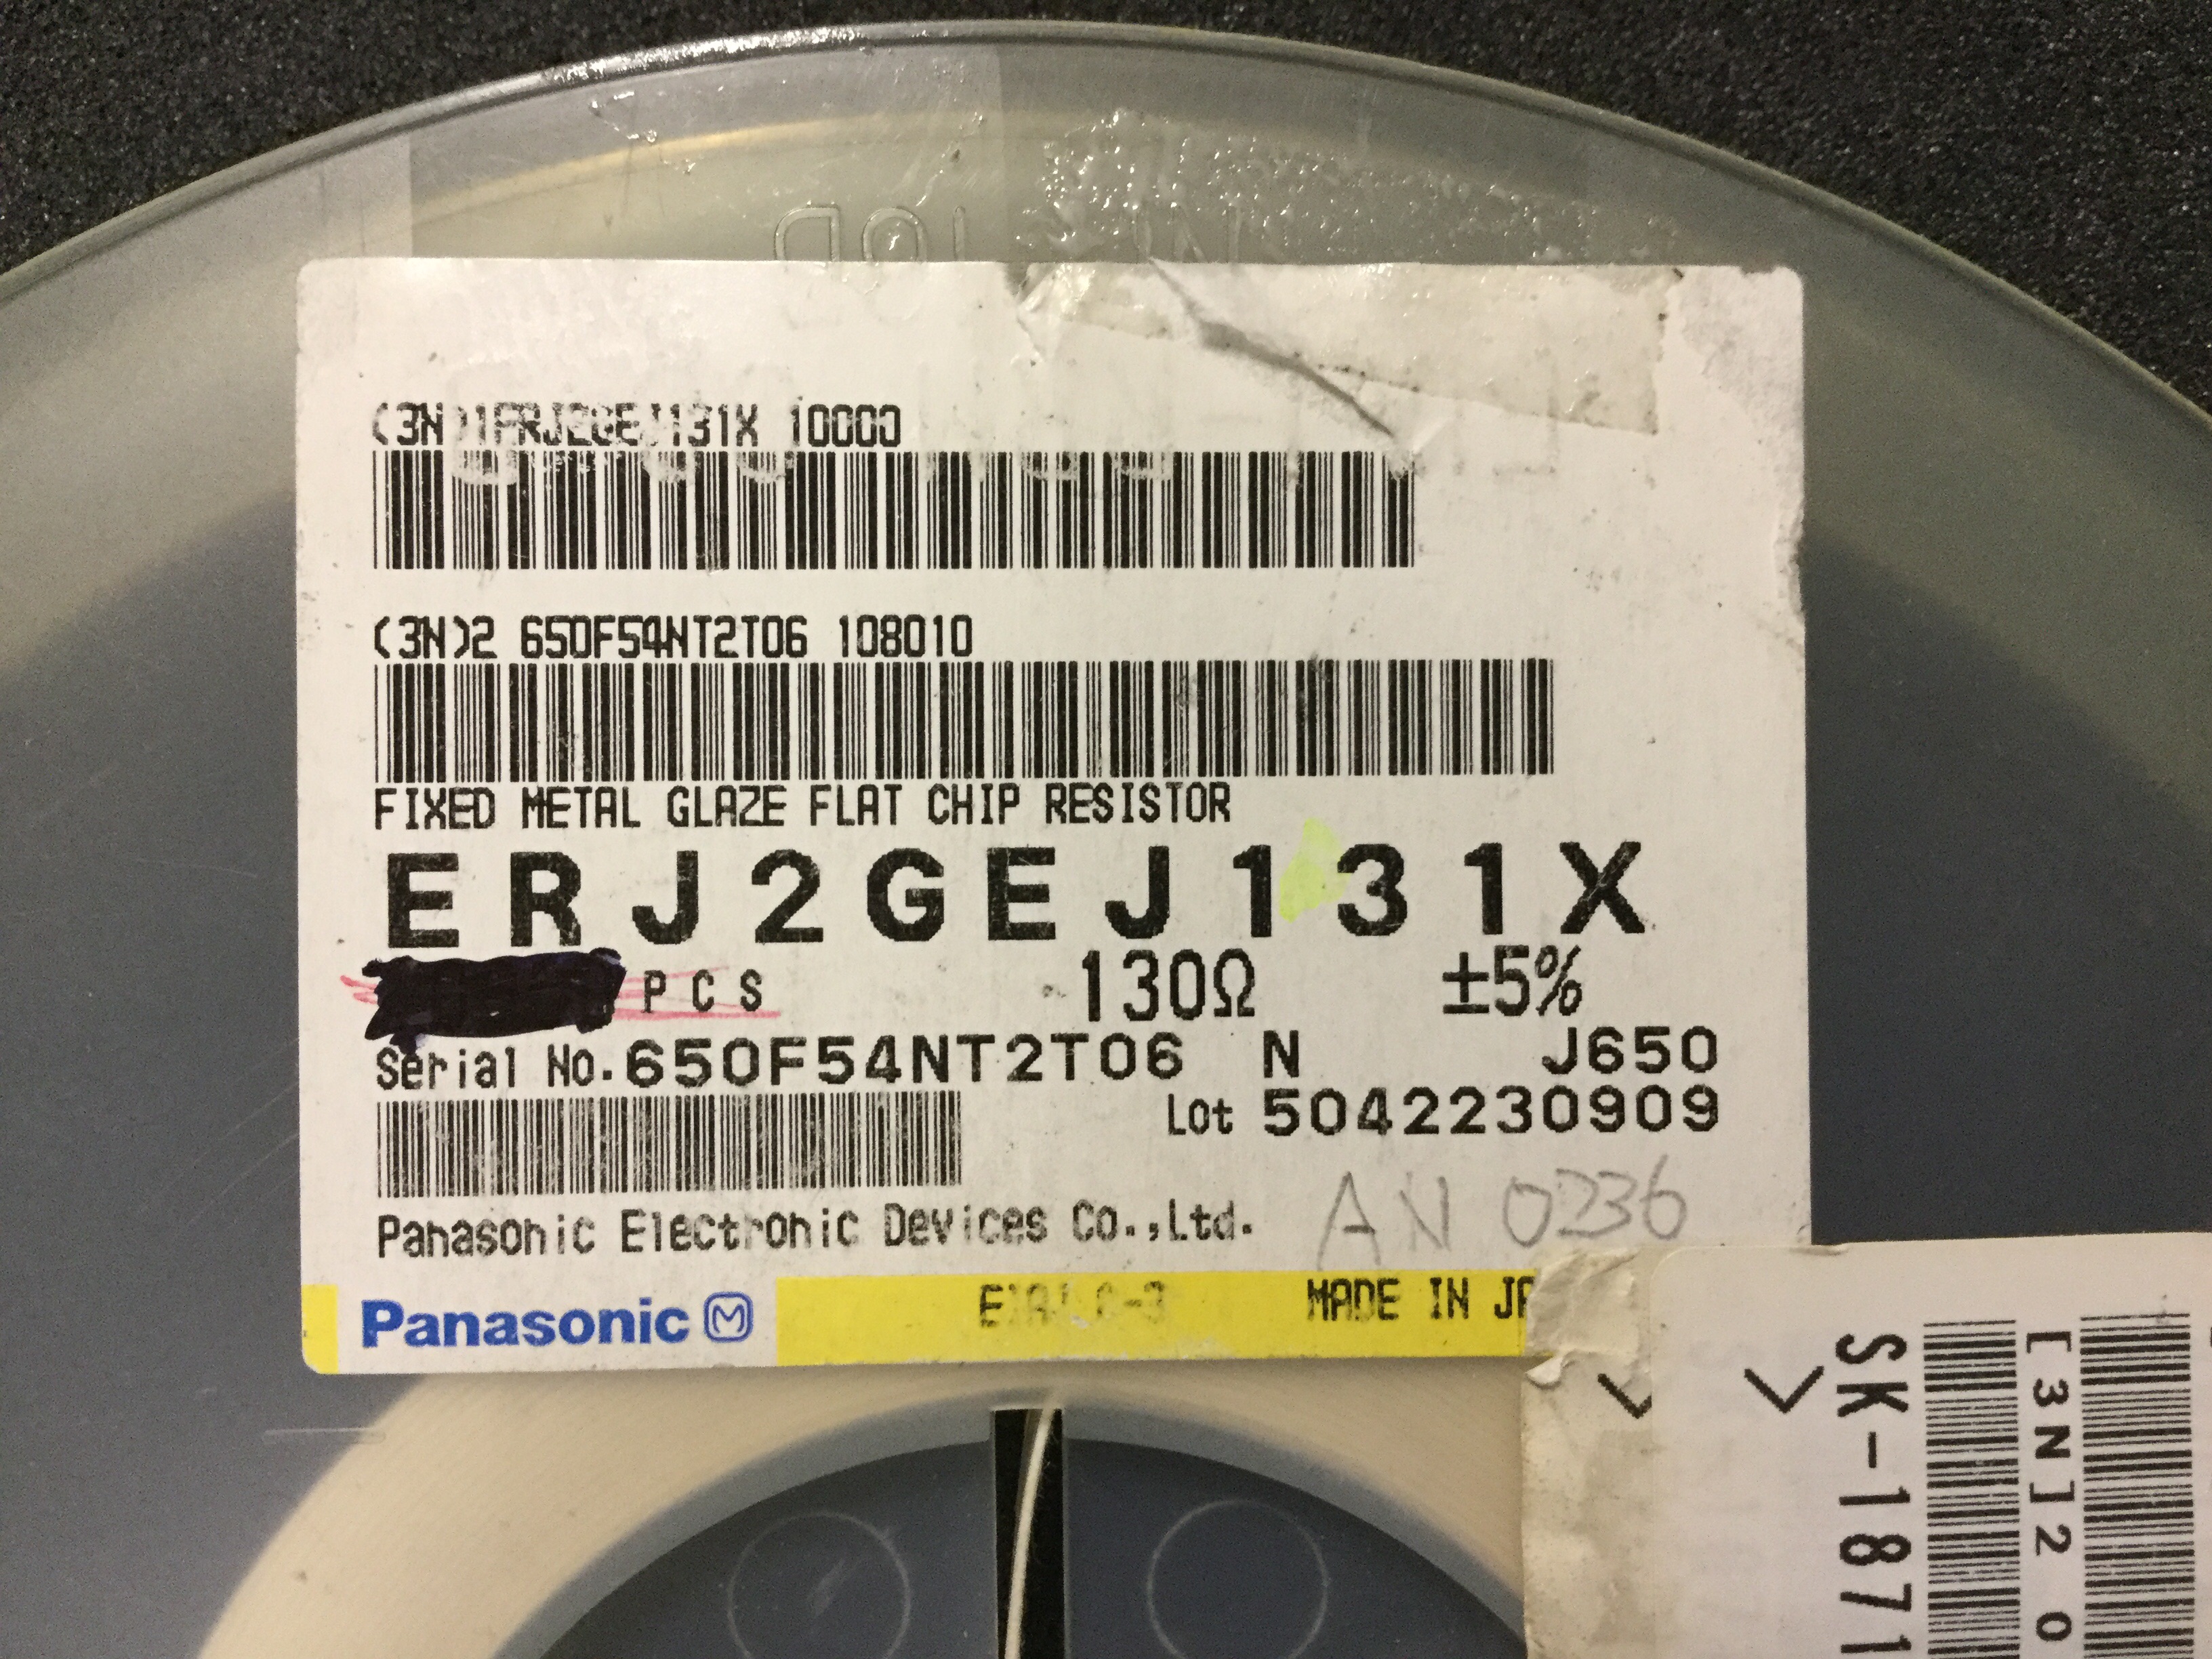 (3N)1ERJ2GEJ131X 10000
(3N)2 650F54NT2T06 108010
FIXED METAL GLAZE FLAT CHIP RESISTOR
ERJ2GEJ131X
PCS 130Ω ±5%
Serial No.650F54NT2T06 N J650
Lot 5042230909
Panasonic Electronic Devices Co.,Ltd.
AN 0236
Panasonic M
MADE IN
SK-1871
[3N]2 0